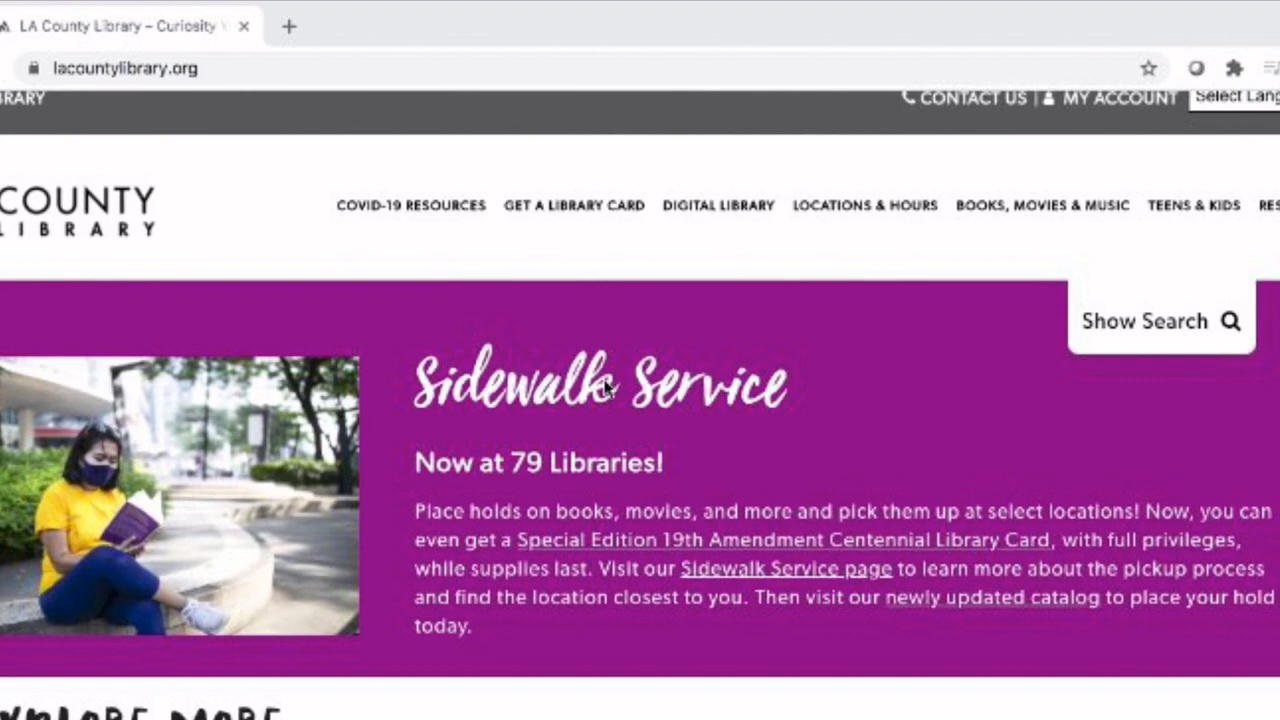 LA County Library – Curiosity
lacountylibrary.org
CONTACT US | MY ACCOUNT
Select Lang
COUNTY
LIBRARY
COVID-19 RESOURCES GET A LIBRARY CARD DIGITAL LIBRARY LOCATIONS & HOURS BOOKS, MOVIES & MUSIC TEENS & KIDS
Show Search
Sidewalk Service
Now at 79 Libraries!
Place holds on books, movies, and more and pick them up at select locations! Now, you can
even get a Special Edition 19th Amendment Centennial Library Card, with full privileges,
while supplies last. Visit our Sidewalk Service page to learn more about the pickup process
and find the location closest to you. Then visit our newly updated catalog to place your hold
today.